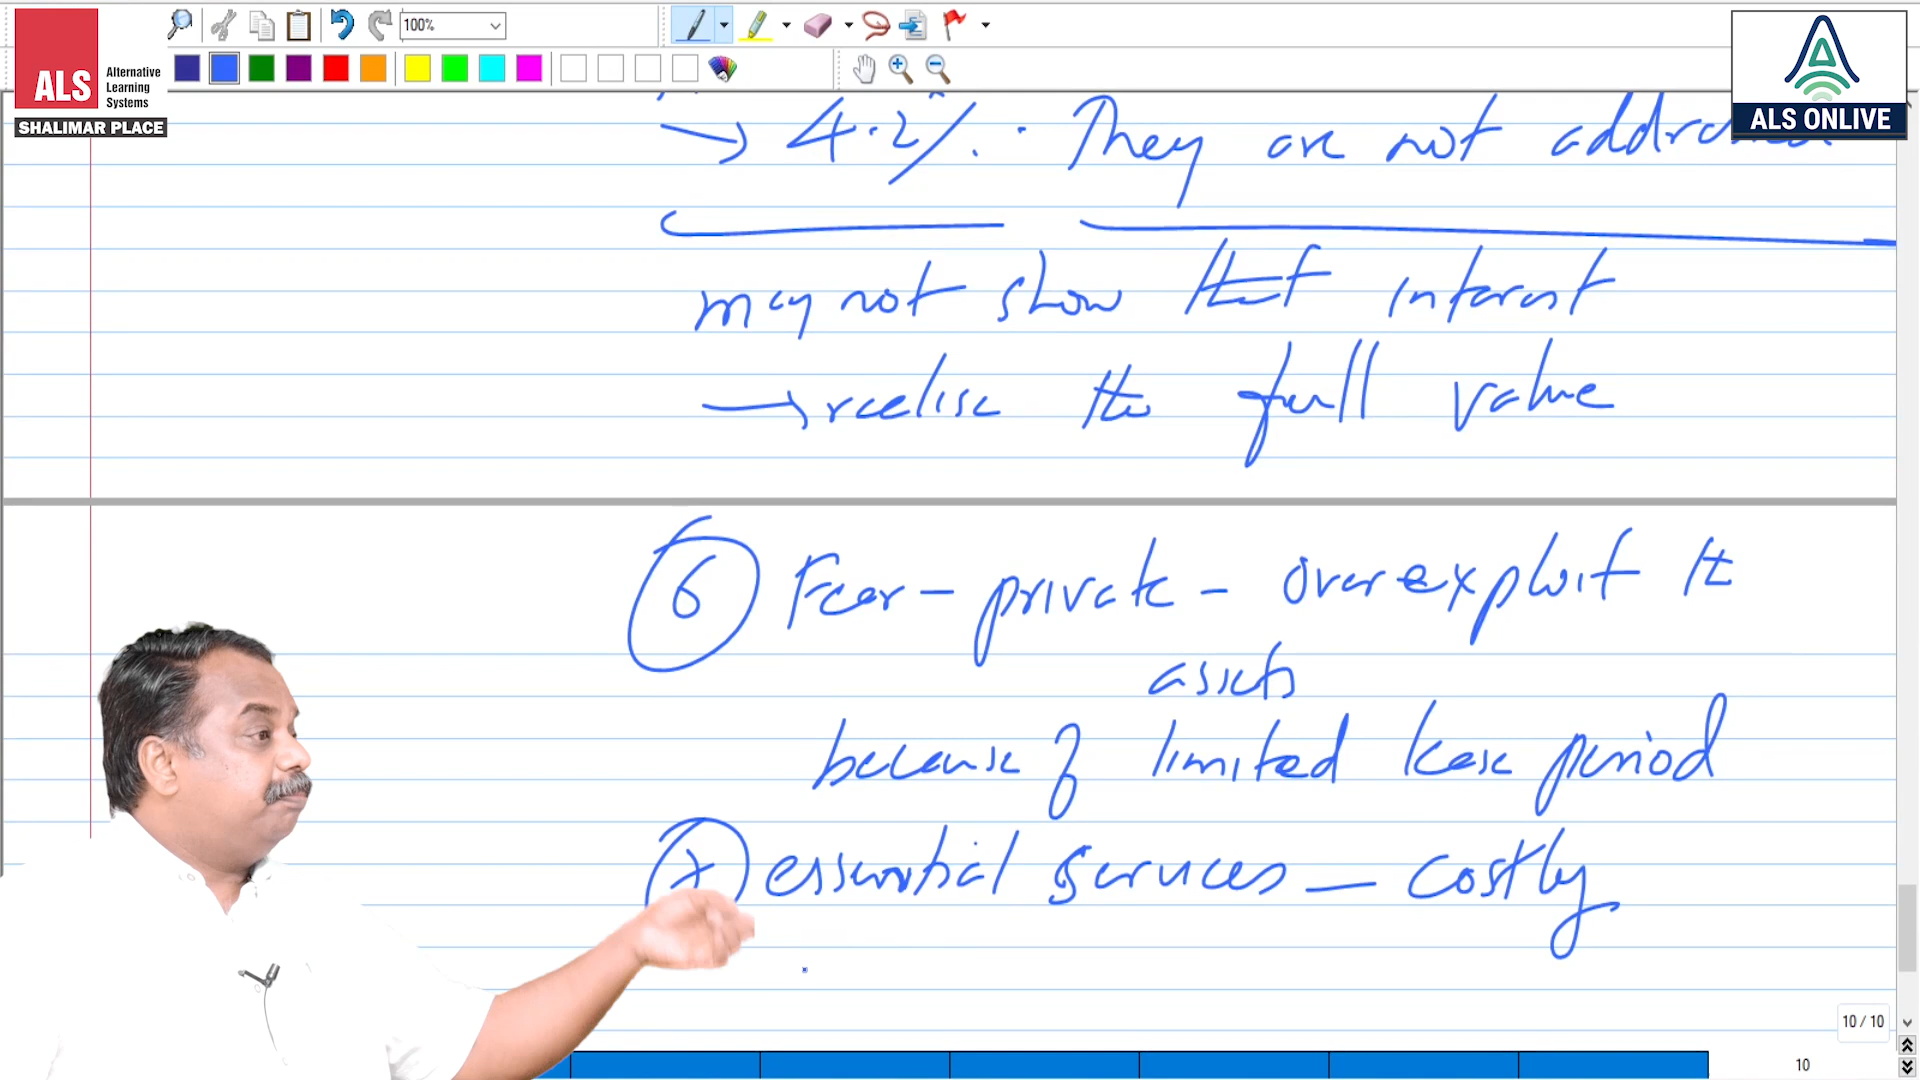 100%
ALS
Alternative
Learning
Systems
SHALIMAR PLACE
ALS ONLIVE
→ 4.2%. They are not
may not show that interest
→ realise the full value
6 Fear - private - over exploit the
assets
because of limited lease period
7 essential services - costly
10 / 10
10